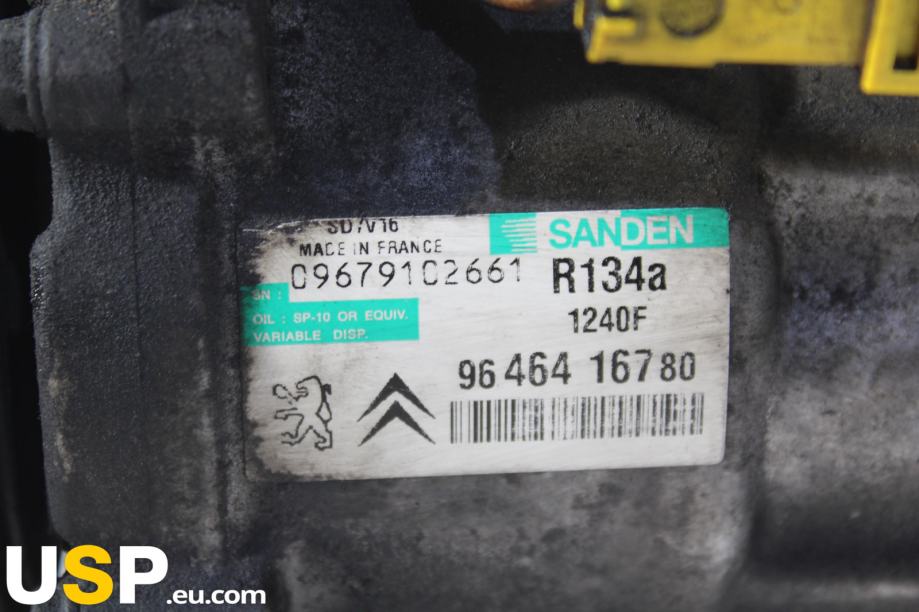 SD7V16
SANDEN
MADE IN FRANCE
SN : 09679102661
R134a
OIL : SP-10 OR EQUIV.
1240F
VARIABLE DISP.
96 464 167 80
USP.eu.com